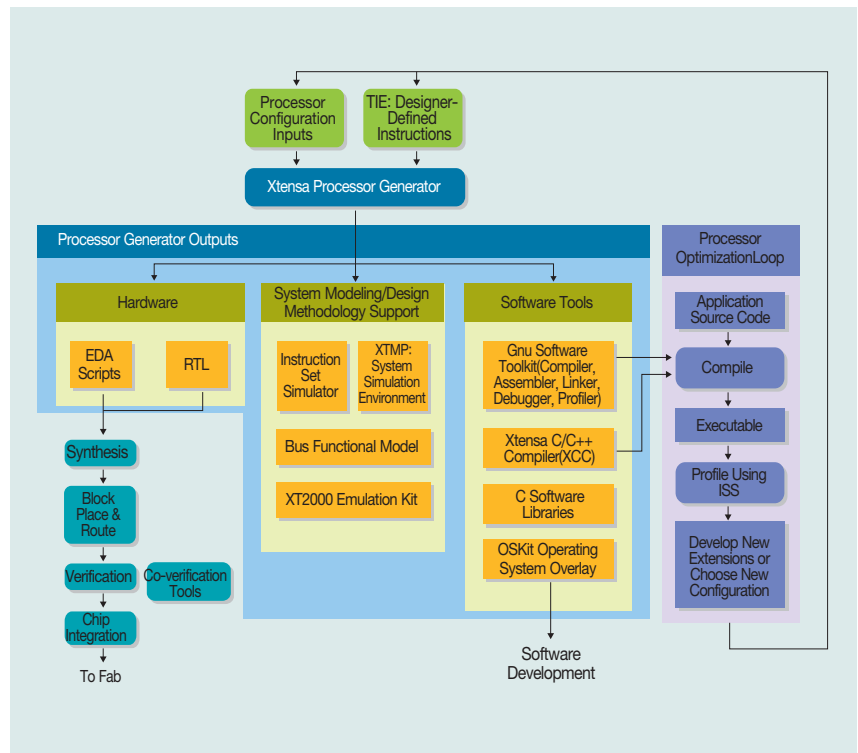 Processor
Configuration
Inputs
TIE: Designer-
Defined
Instructions
Xtensa Processor Generator
Processor Generator Outputs
Hardware
EDA
Scripts
RTL
Synthesis
Block
Place &
Route
Verification
Co-verification
Tools
Chip
Integration
To Fab
System Modeling/Design
Methodology Support
Instruction
Set
Simulator
XTMP:
System
Simulation
Environment
Bus Functional Model
XT2000 Emulation Kit
Software Tools
Gnu Software
Toolkit(Compiler,
Assembler, Linker,
Debugger, Profiler)
Xtensa C/C++
Compiler(XCC)
C Software
Libraries
OSKit Operating
System Overlay
Software
Development
Processor
OptimizationLoop
Application
Source Code
Compile
Executable
Profile Using
ISS
Develop New
Extensions or
Choose New
Configuration